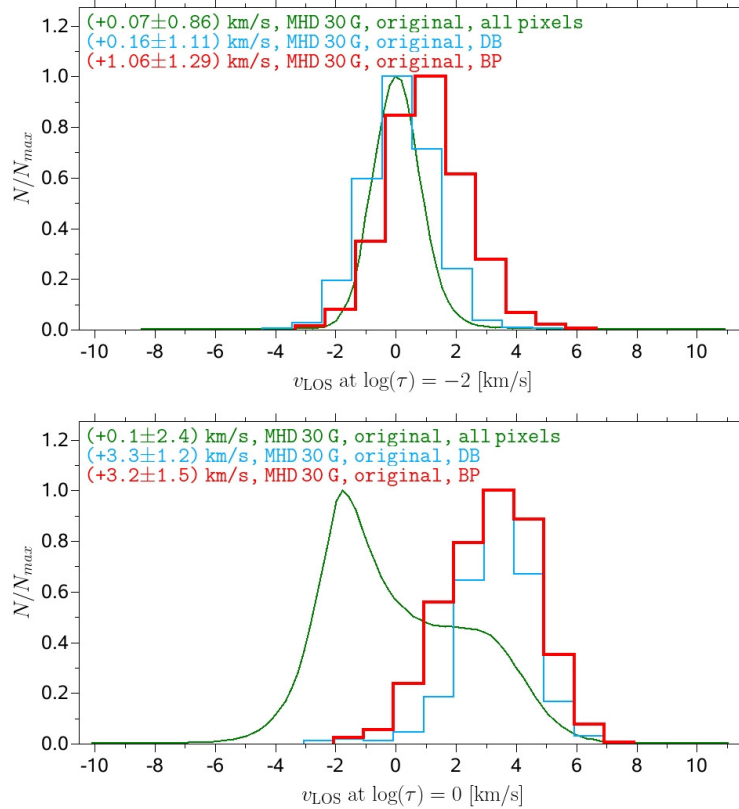 (+0.07±0.86) km/s, MHD 30 G, original, all pixels
(+0.16±1.11) km/s, MHD 30 G, original, DB
(+1.06±1.29) km/s, MHD 30 G, original, BP
N/N_max
1.2
1.0
0.8
0.6
0.4
0.2
0.0
-10 -8 -6 -4 -2 0 2 4 6 8 10
v_LOS at log(τ) = −2 [km/s]
(+0.1±2.4) km/s, MHD 30 G, original, all pixels
(+3.3±1.2) km/s, MHD 30 G, original, DB
(+3.2±1.5) km/s, MHD 30 G, original, BP
N/N_max
1.2
1.0
0.8
0.6
0.4
0.2
0.0
-10 -8 -6 -4 -2 0 2 4 6 8 10
v_LOS at log(τ) = 0 [km/s]